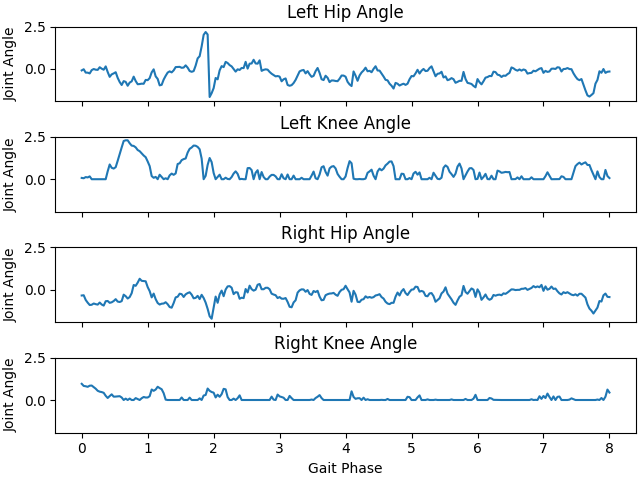 Left Hip Angle
2.5
0.0
Joint Angle
Left Knee Angle
2.5
0.0
Joint Angle
Right Hip Angle
2.5
0.0
Joint Angle
Right Knee Angle
2.5
0.0
Joint Angle
0 1 2 3 4 5 6 7 8
Gait Phase